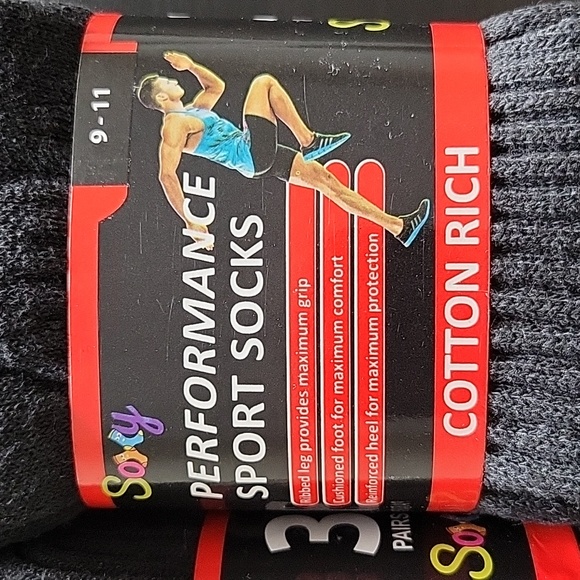 9-11
Soxy
PERFORMANCE
SPORT SOCKS
Ribbed leg provides maximum grip
Cushioned foot for maximum comfort
Reinforced heel for maximum protection
COTTON RICH
3
PAIRS